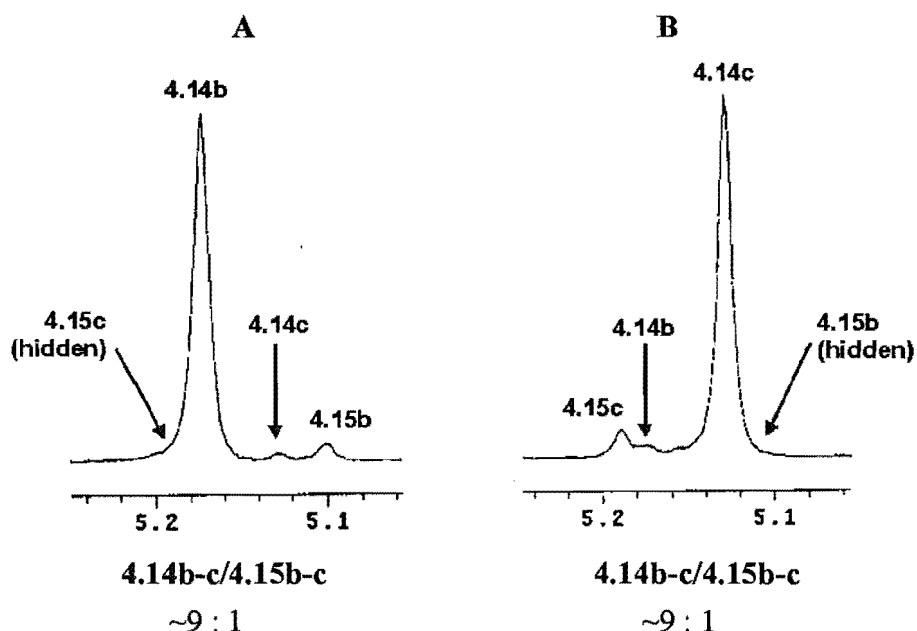 A
4.14b
4.15c
(hidden)
4.14c
4.15b
5.2
5.1
4.14b-c/4.15b-c
~9 : 1
B
4.14c
4.14b
4.15b
(hidden)
4.15c
5.2
5.1
4.14b-c/4.15b-c
~9 : 1